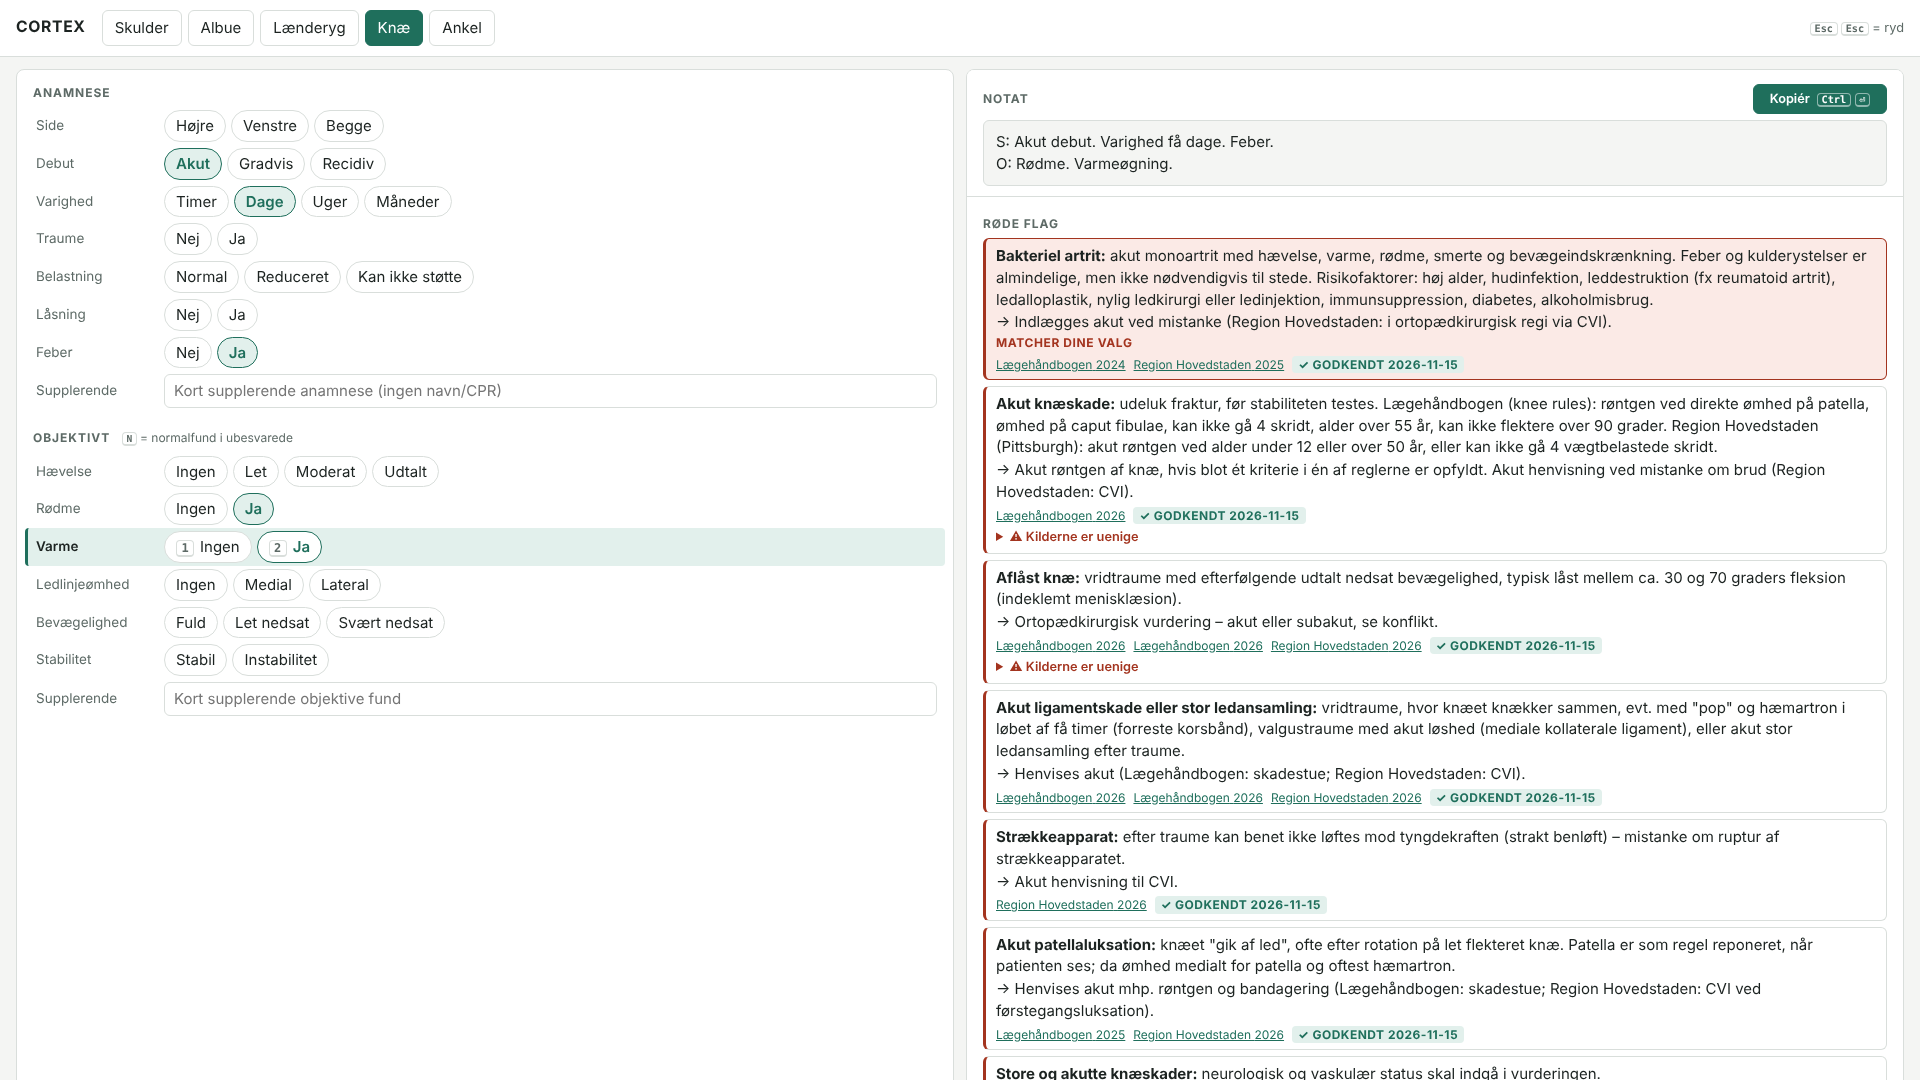 CORTEX
Skulder
Albue
Lænderyg
Knæ
Ankel
Esc Esc = ryd
ANAMNESE
Side
Højre
Venstre
Begge
Debut
Akut
Gradvis
Recidiv
Varighed
Timer
Dage
Uger
Måneder
Traume
Nej
Ja
Belastning
Normal
Reduceret
Kan ikke støtte
Låsning
Nej
Ja
Feber
Nej
Ja
Supplerende
Kort supplerende anamnese (ingen navn/CPR)
OBJEKTIVT
N = normalfund i ubesvarede
Hævelse
Ingen
Let
Moderat
Udtalt
Rødme
Ingen
Ja
Varme
1 Ingen
2 Ja
Ledlinjeømhed
Ingen
Medial
Lateral
Bevægelighed
Fuld
Let nedsat
Svært nedsat
Stabilitet
Stabil
Instabilitet
Supplerende
Kort supplerende objektive fund
NOTAT
Kopiér Ctrl ⏎
S: Akut debut. Varighed få dage. Feber.
O: Rødme. Varmeøgning.
RØDE FLAG
Bakteriel artrit: akut monoartrit med hævelse, varme, rødme, smerte og bevægeindskrænkning. Feber og kulderystelser er
almindelige, men ikke nødvendigvis til stede. Risikofaktorer: høj alder, hudinfektion, leddestruktion (fx reumatoid artrit),
ledalloplastik, nylig ledkirurgi eller ledinjektion, immunsuppression, diabetes, alkoholmisbrug.
→ Indlægges akut ved mistanke (Region Hovedstaden: i ortopædkirurgisk regi via CVI).
MATCHER DINE VALG
Lægehåndbogen 2024 Region Hovedstaden 2025 ✓ GODKENDT 2026-11-15
Akut knæskade: udeluk fraktur, før stabiliteten testes. Lægehåndbogen (knee rules): røntgen ved direkte ømhed på patella,
ømhed på caput fibulae, kan ikke gå 4 skridt, alder over 55 år, kan ikke flektere over 90 grader. Region Hovedstaden
(Pittsburgh): akut røntgen ved alder under 12 eller over 50 år, eller kan ikke gå 4 vægtbelastede skridt.
→ Akut røntgen af knæ, hvis blot ét kriterie i én af reglerne er opfyldt. Akut henvisning ved mistanke om brud (Region
Hovedstaden: CVI).
Lægehåndbogen 2026 ✓ GODKENDT 2026-11-15
▶ ⚠ Kilderne er uenige
Aflåst knæ: vridtraume med efterfølgende udtalt nedsat bevægelighed, typisk låst mellem ca. 30 og 70 graders fleksion
(indeklemt menisklæsion).
→ Ortopædkirurgisk vurdering – akut eller subakut, se konflikt.
Lægehåndbogen 2026 Lægehåndbogen 2026 Region Hovedstaden 2026 ✓ GODKENDT 2026-11-15
▶ ⚠ Kilderne er uenige
Akut ligamentskade eller stor ledansamling: vridtraume, hvor knæet knækker sammen, evt. med "pop" og hæmartron i
løbet af få timer (forreste korsbånd), valgustraume med akut løshed (mediale kollaterale ligament), eller akut stor
ledansamling efter traume.
→ Henvises akut (Lægehåndbogen: skadestue; Region Hovedstaden: CVI).
Lægehåndbogen 2026 Lægehåndbogen 2026 Region Hovedstaden 2026 ✓ GODKENDT 2026-11-15
Strækkeapparat: efter traume kan benet ikke løftes mod tyngdekraften (strakt benløft) – mistanke om ruptur af
strækkeapparatet.
→ Akut henvisning til CVI.
Region Hovedstaden 2026 ✓ GODKENDT 2026-11-15
Akut patellaluksation: knæet "gik af led", ofte efter rotation på let flekteret knæ. Patella er som regel reponeret, når
patienten ses; da ømhed medialt for patella og oftest hæmartron.
→ Henvises akut mhp. røntgen og bandagering (Lægehåndbogen: skadestue; Region Hovedstaden: CVI ved
førstegangsluksation).
Lægehåndbogen 2025 Region Hovedstaden 2026 ✓ GODKENDT 2026-11-15
Store og akutte knæskader: neurologisk og vaskulær status skal indgå i vurderingen.